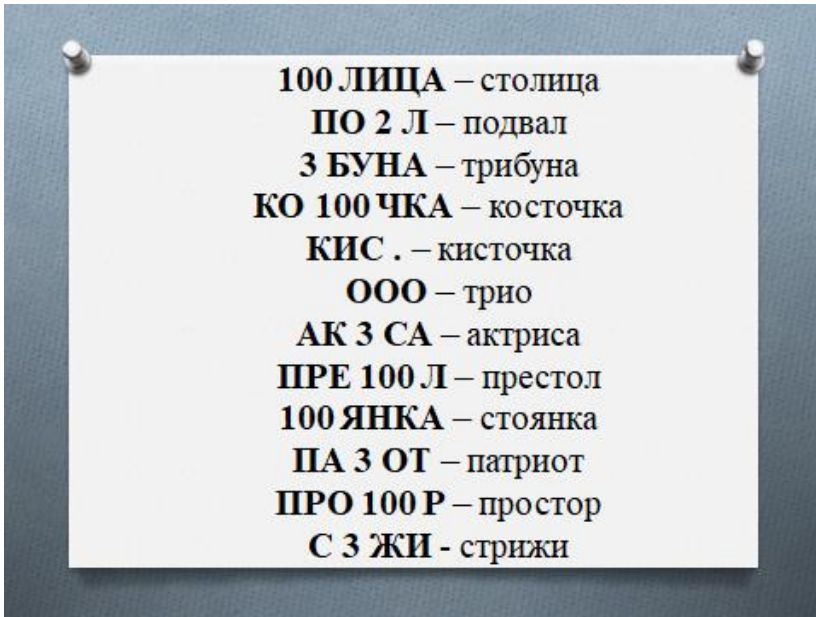 100 ЛИЦА – столица
ПО 2 Л – подвал
3 БУНА – трибуна
КО 100 ЧКА – косточка
КИС . – кисточка
ООО – трио
АК 3 СА – актриса
ПРЕ 100 Л – престол
100 ЯНКА – стоянка
ПА 3 ОТ – патриот
ПРО 100 Р – простор
С 3 ЖИ - стрижи